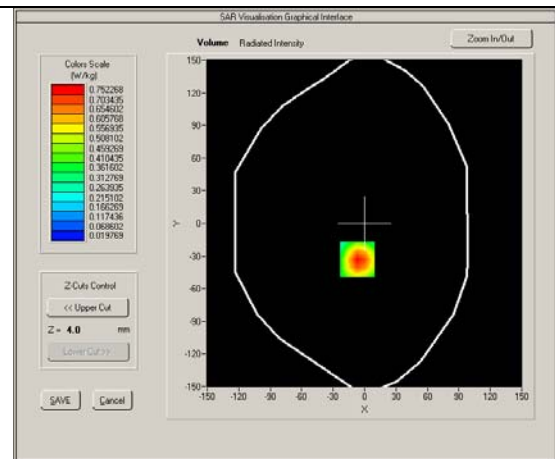 SAR Visualisation Graphical Interface
Volume Radiated Intensity
Zoom In/Out
Colors Scale
(W/kg)
0.752268
0.703435
0.654602
0.605768
0.556935
0.508102
0.459269
0.410435
0.361602
0.312769
0.263935
0.215102
0.166269
0.117436
0.068602
0.019769
Z-Cuts Control
<< Upper Cut
Z = 4.0 mm
Lower Cut >>
SAVE Cancel
150-
120-
90-
60-
30-
0-
-30-
-60-
-90-
-120-
-150-
Y
-150 -120 -90 -60 -30 0 30 60 90 120 150
X